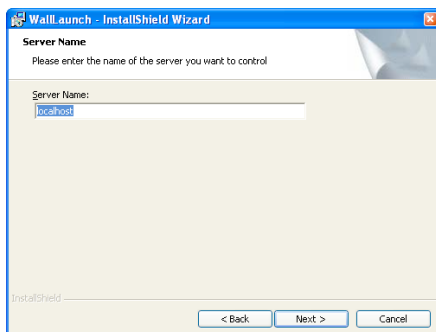 WallLaunch - InstallShield Wizard
Server Name
Please enter the name of the server you want to control
Server Name:
localhost
InstallShield
< Back Next > Cancel